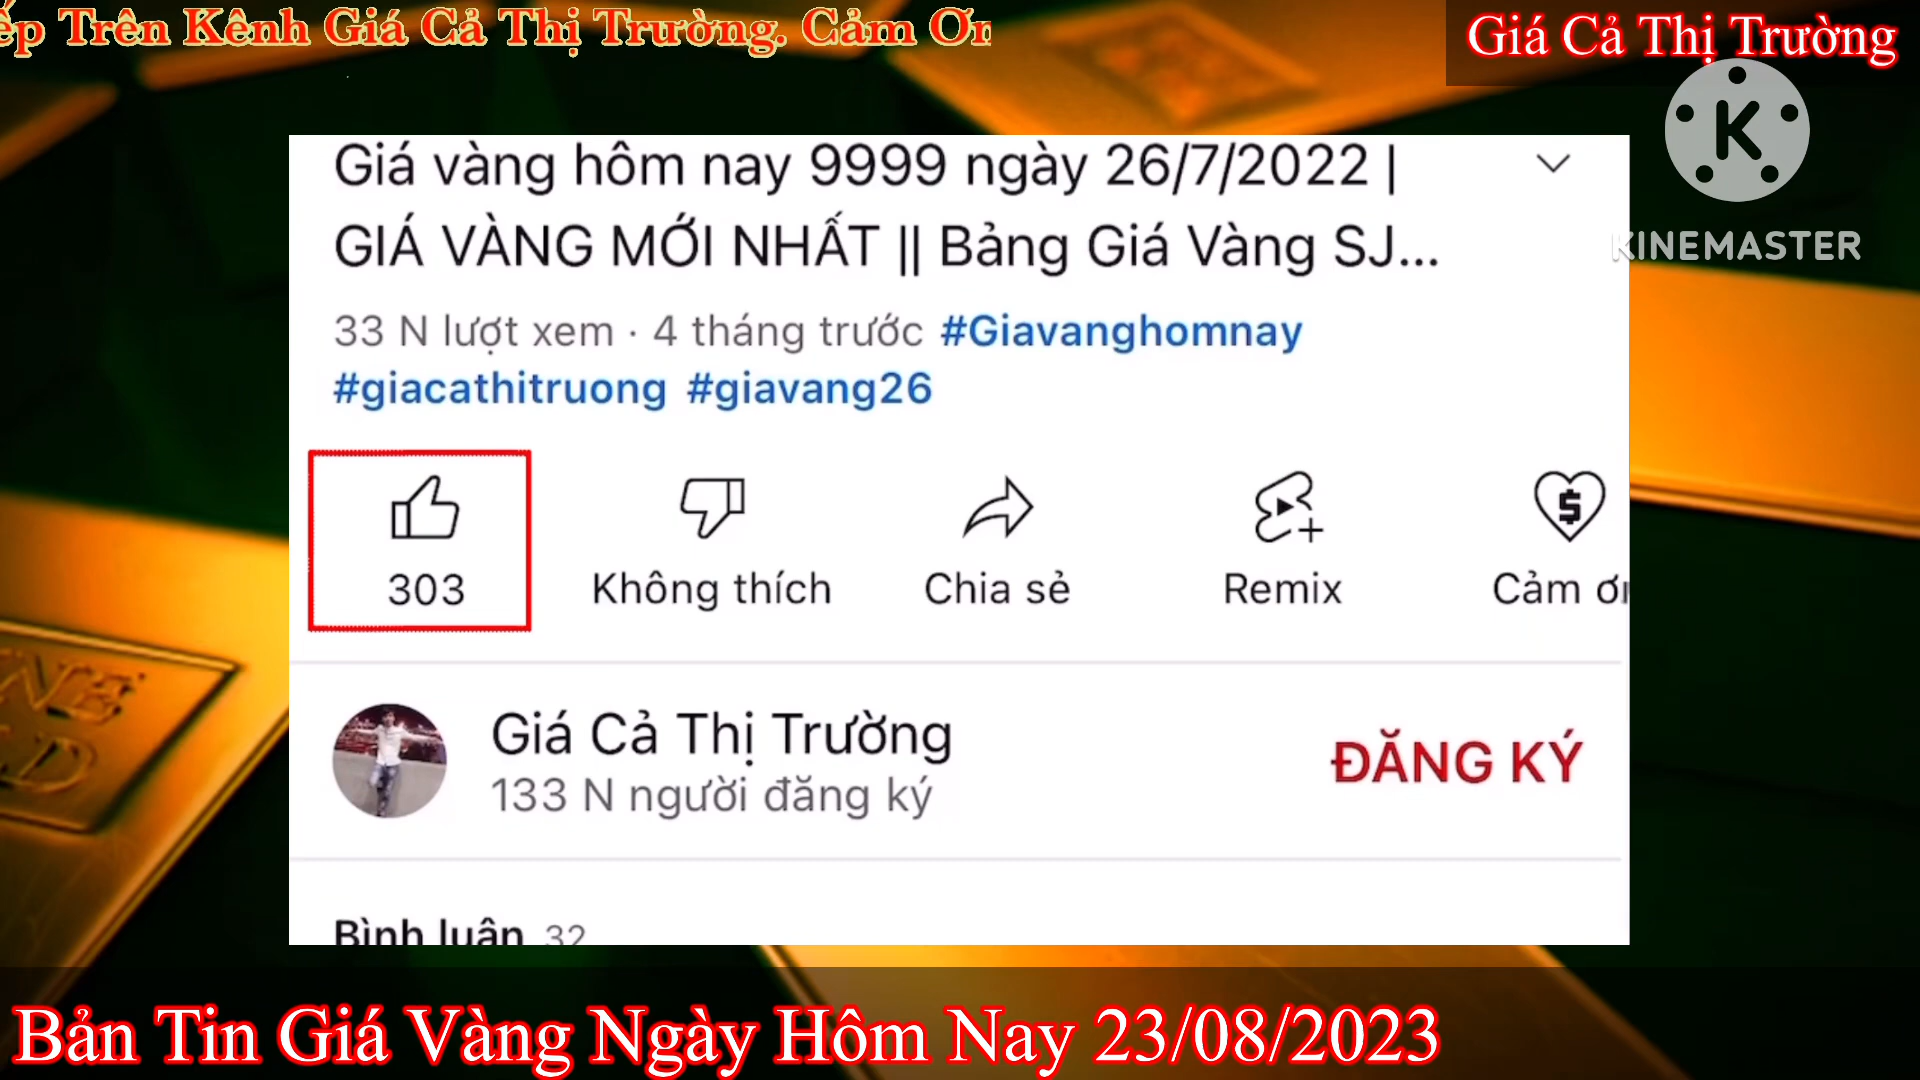 Trên Kênh Giá Cả Thị Trường. Cảm
Giá Cả Thị Trường
KINEMASTER
Giá vàng hôm nay 9999 ngày 26/7/2022 |
GIÁ VÀNG MỚI NHẤT || Bảng Giá Vàng SJ...
33 N lượt xem · 4 tháng trước #Giavanghomnay
#giacathitruong #giavang26
303 Không thích Chia sẻ Remix Cảm ơn
Giá Cả Thị Trường
133 N người đăng ký
ĐĂNG KÝ
Bình luận 32
Bản Tin Giá Vàng Ngày Hôm Nay 23/08/2023